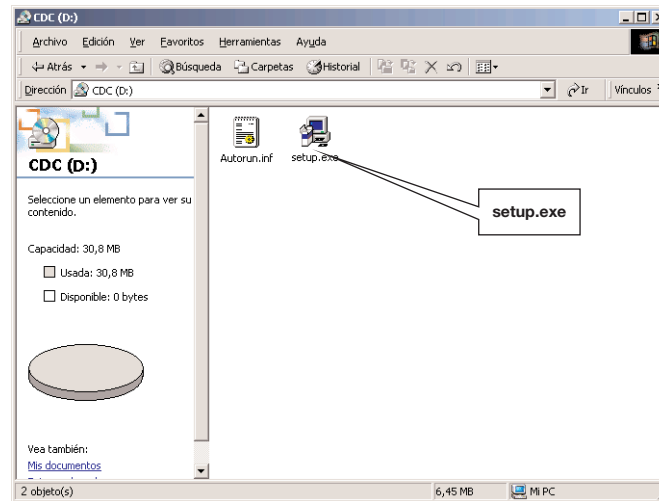 CDC (D:)
Archivo Edición Ver Favoritos Herramientas Ayuda
Atrás Búsqueda Carpetas Historial
Dirección CDC (D:) Ir Vínculos
CDC (D:)
Seleccione un elemento para ver su
contenido.
Capacidad: 30,8 MB
Usada: 30,8 MB
Disponible: 0 bytes
Vea también:
Mis documentos
Autorun.inf setup.exe
setup.exe
2 objeto(s) 6,45 MB Mi PC